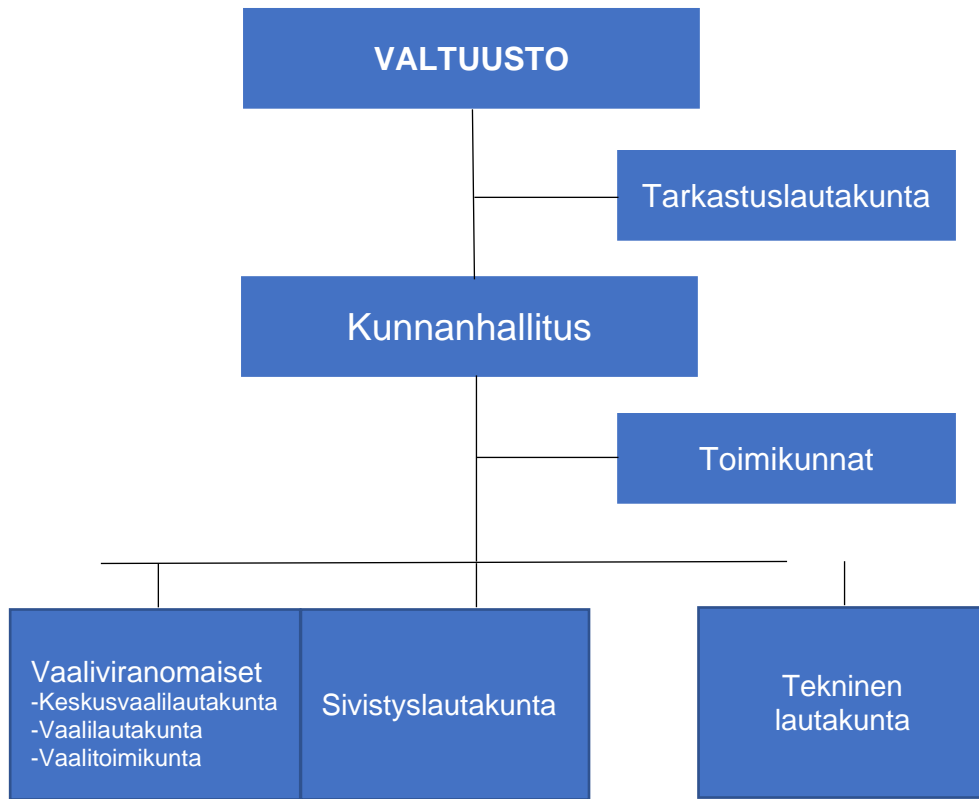 VALTUUSTO
Tarkastuslautakunta
Kunnanhallitus
Toimikunnat
Vaaliviranomaiset
-Keskusvaalilautakunta
-Vaalilautakunta
-Vaalitoimikunta
Sivistyslautakunta
Tekninen
lautakunta